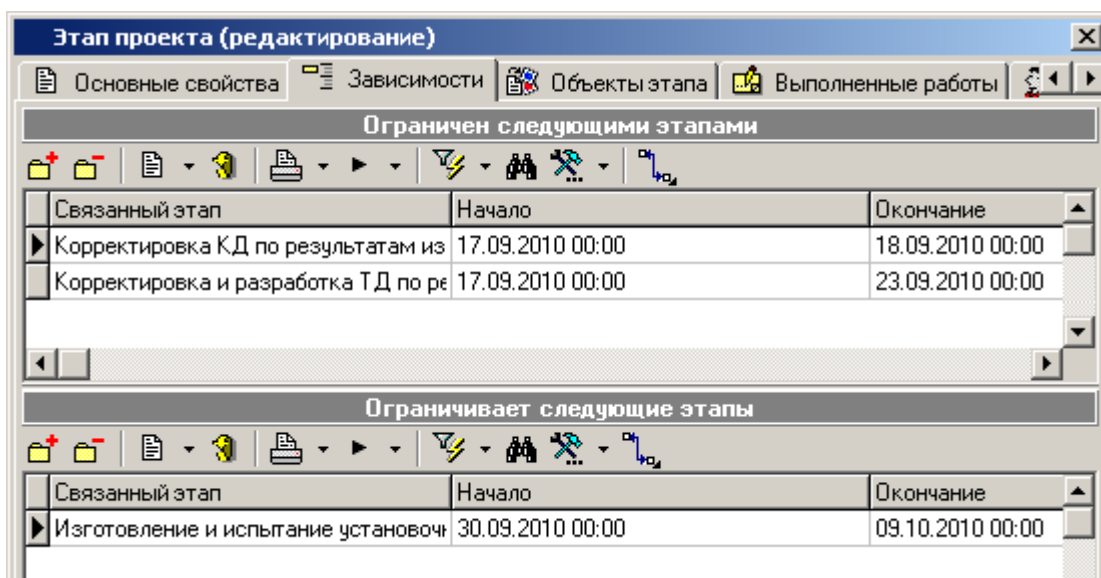 Этап проекта (редактирование)
Основные свойства Зависимости Объекты этапа Выполненные работы
Ограничен следующими этапами
Связанный этап Начало Окончание
Корректировка КД по результатам из 17.09.2010 00:00 18.09.2010 00:00
Корректировка и разработка ТД по ре 17.09.2010 00:00 23.09.2010 00:00
Ограничивает следующие этапы
Связанный этап Начало Окончание
Изготовление и испытание установочн 30.09.2010 00:00 09.10.2010 00:00